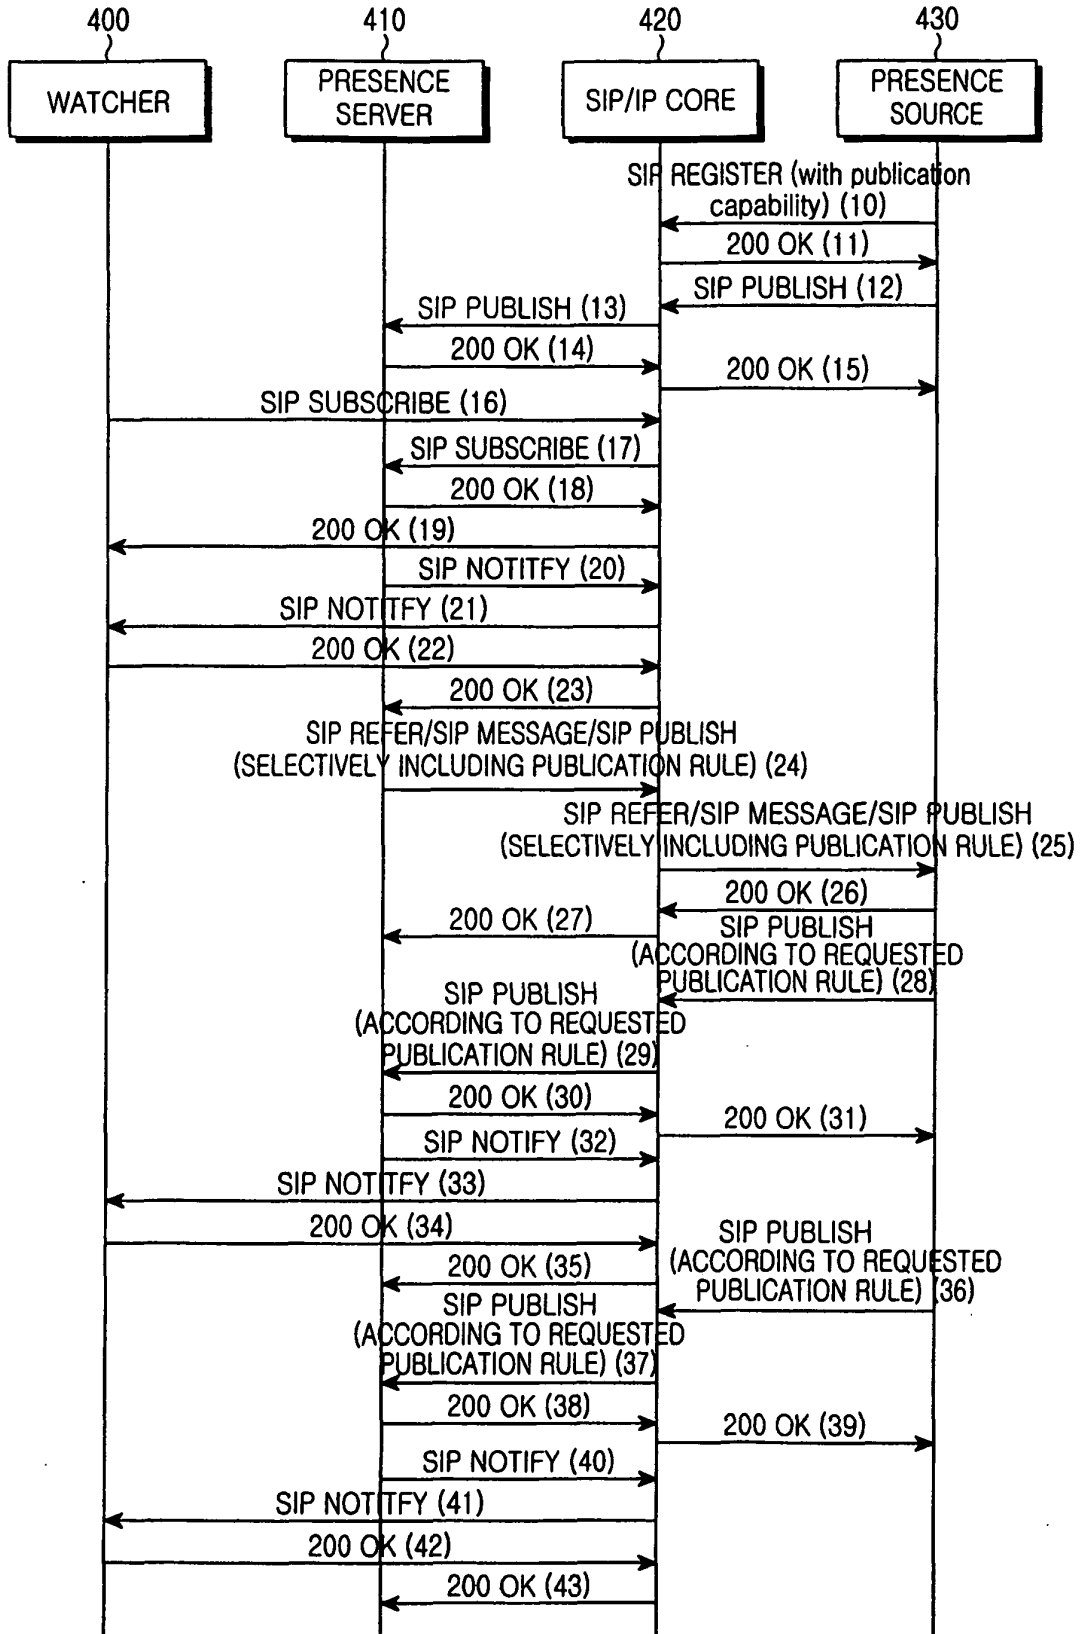 400
410
420
430
WATCHER
PRESENCE
SERVER
SIP/IP CORE
PRESENCE
SOURCE
SIP REGISTER (with publication
capability) (10)
200 OK (11)
SIP PUBLISH (12)
SIP PUBLISH (13)
200 OK (14)
200 OK (15)
SIP SUBSCRIBE (16)
SIP SUBSCRIBE (17)
200 OK (18)
200 OK (19)
SIP NOTITFY (20)
SIP NOTITFY (21)
200 OK (22)
200 OK (23)
SIP REFER/SIP MESSAGE/SIP PUBLISH
(SELECTIVELY INCLUDING PUBLICATION RULE) (24)
SIP REFER/SIP MESSAGE/SIP PUBLISH
(SELECTIVELY INCLUDING PUBLICATION RULE) (25)
200 OK (26)
200 OK (27)
SIP PUBLISH
(ACCORDING TO REQUESTED
PUBLICATION RULE) (28)
SIP PUBLISH
(ACCORDING TO REQUESTED
PUBLICATION RULE) (29)
200 OK (30)
200 OK (31)
SIP NOTIFY (32)
SIP NOTITFY (33)
200 OK (34)
200 OK (35)
SIP PUBLISH
(ACCORDING TO REQUESTED
PUBLICATION RULE) (36)
SIP PUBLISH
(ACCORDING TO REQUESTED
PUBLICATION RULE) (37)
200 OK (38)
200 OK (39)
SIP NOTIFY (40)
SIP NOTITFY (41)
200 OK (42)
200 OK (43)